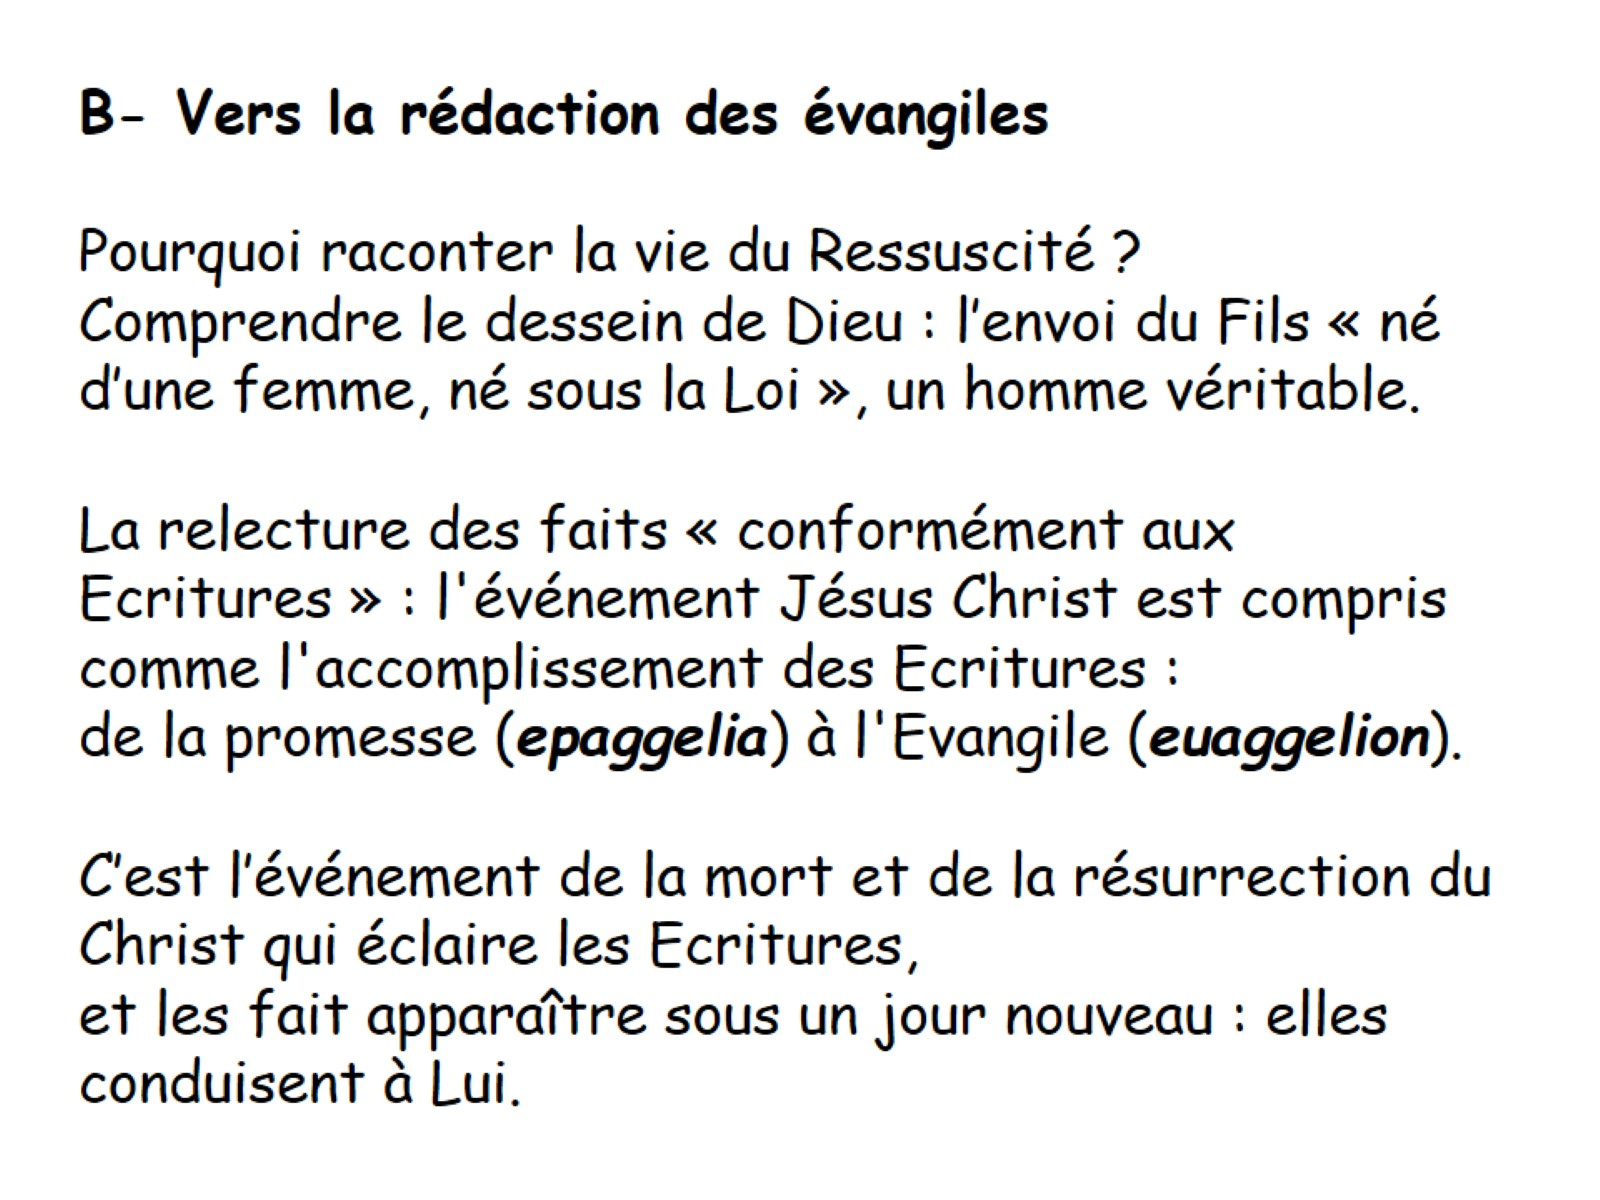 B- Vers la rédaction des évangiles
Pourquoi raconter la vie du Ressuscité ?
Comprendre le dessein de Dieu : l’envoi du Fils « né
d’une femme, né sous la Loi », un homme véritable.
La relecture des faits « conformément aux
Ecritures » : l'événement Jésus Christ est compris
comme l'accomplissement des Ecritures :
de la promesse (epaggelia) à l'Evangile (euaggelion).
C’est l’événement de la mort et de la résurrection du
Christ qui éclaire les Ecritures,
et les fait apparaître sous un jour nouveau : elles
conduisent à Lui.